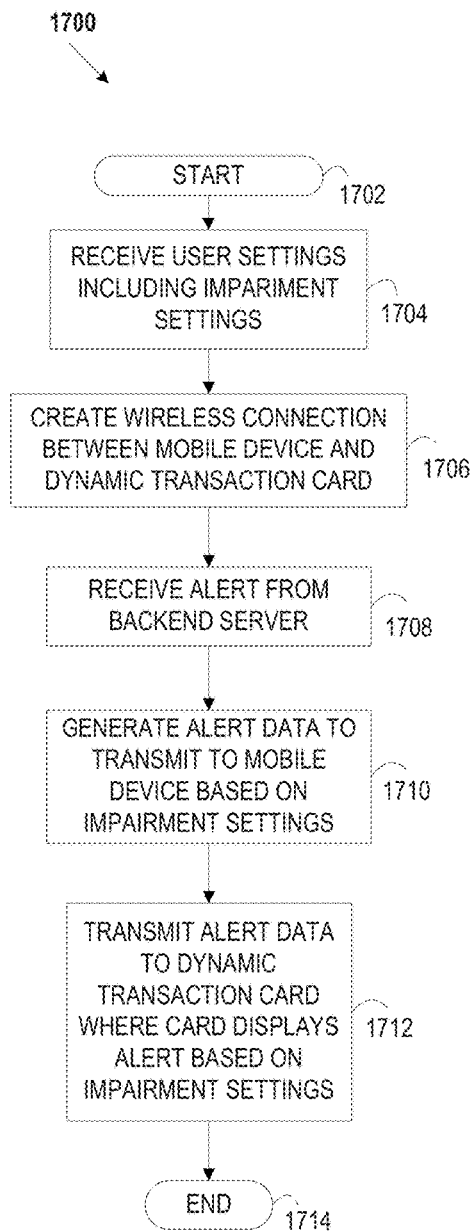 1700
START
1702
RECEIVE USER SETTINGS
INCLUDING IMPARIMENT
SETTINGS
1704
CREATE WIRELESS CONNECTION
BETWEEN MOBILE DEVICE AND
DYNAMIC TRANSACTION CARD
1706
RECEIVE ALERT FROM
BACKEND SERVER
1708
GENERATE ALERT DATA TO
TRANSMIT TO MOBILE
DEVICE BASED ON
IMPAIRMENT SETTINGS
1710
TRANSMIT ALERT DATA
TO DYNAMIC
TRANSACTION CARD
WHERE CARD DISPLAYS
ALERT BASED ON
IMPAIRMENT SETTINGS
1712
END
1714